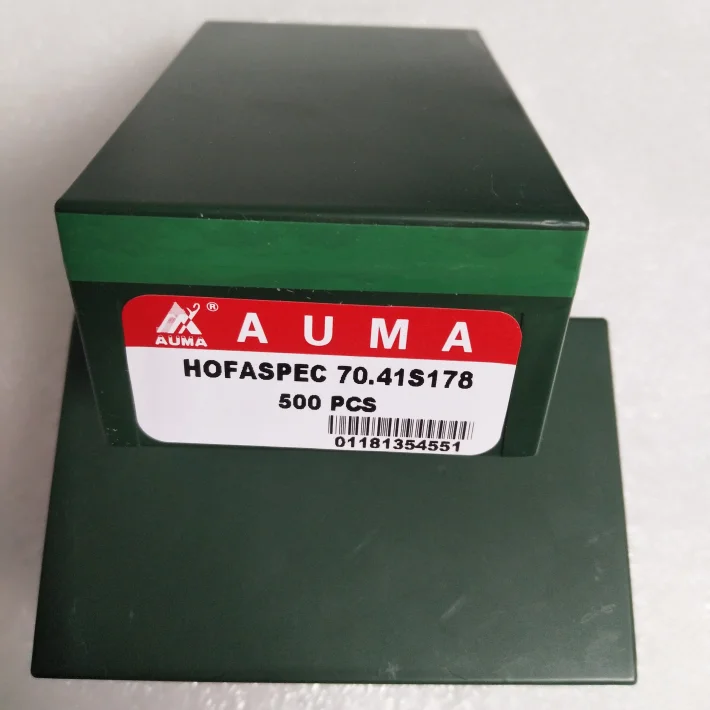 ®
AUMA
AUMA
HOFASPEC 70.41S178
500 PCS
01181354551